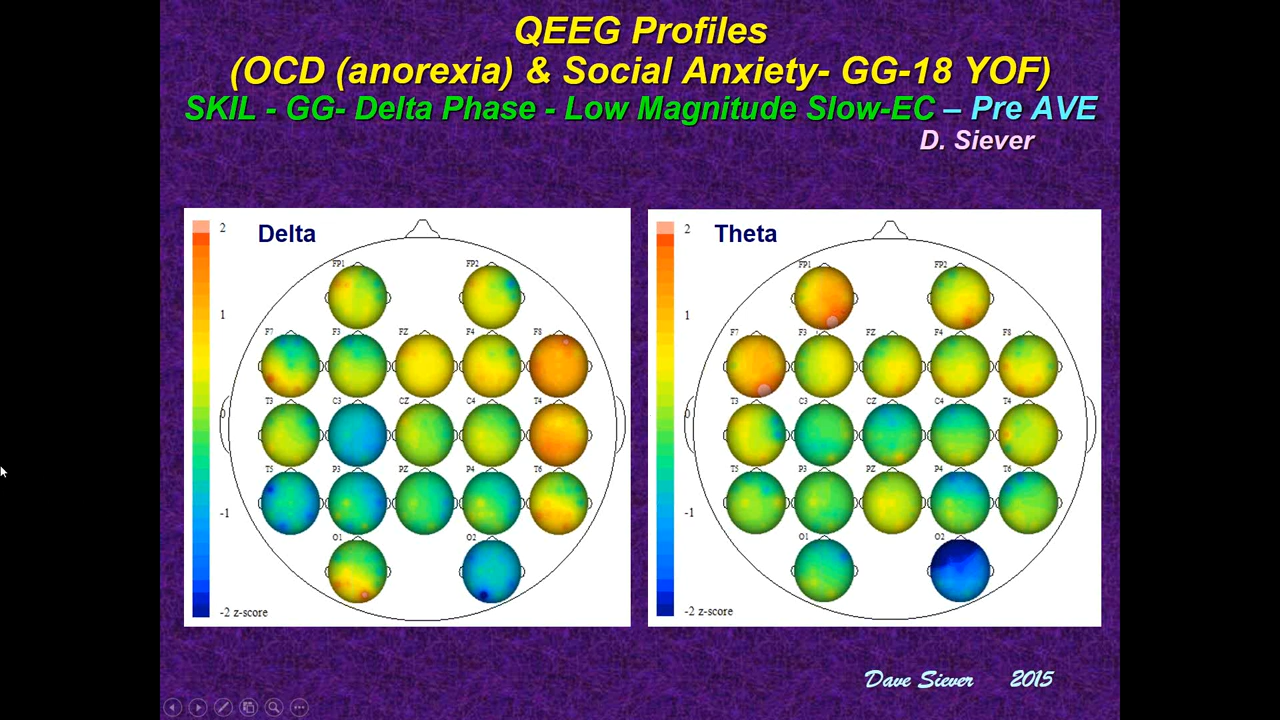 QEEG Profiles
(OCD (anorexia) & Social Anxiety- GG-18 YOF)
SKIL - GG- Delta Phase - Low Magnitude Slow-EC – Pre AVE
D. Siever
Delta
2
1
0
-1
-2 z-score
FP1 FP2
F7 F3 FZ F4 F8
T3 C3 CZ C4 T4
T5 P3 PZ P4 T6
O1 O2
Theta
2
1
0
-1
-2 z-score
FP1 FP2
F7 F3 FZ F4 F8
T3 C3 CZ C4 T4
T5 P3 PZ P4 T6
O1 O2
Dave Siever 2015